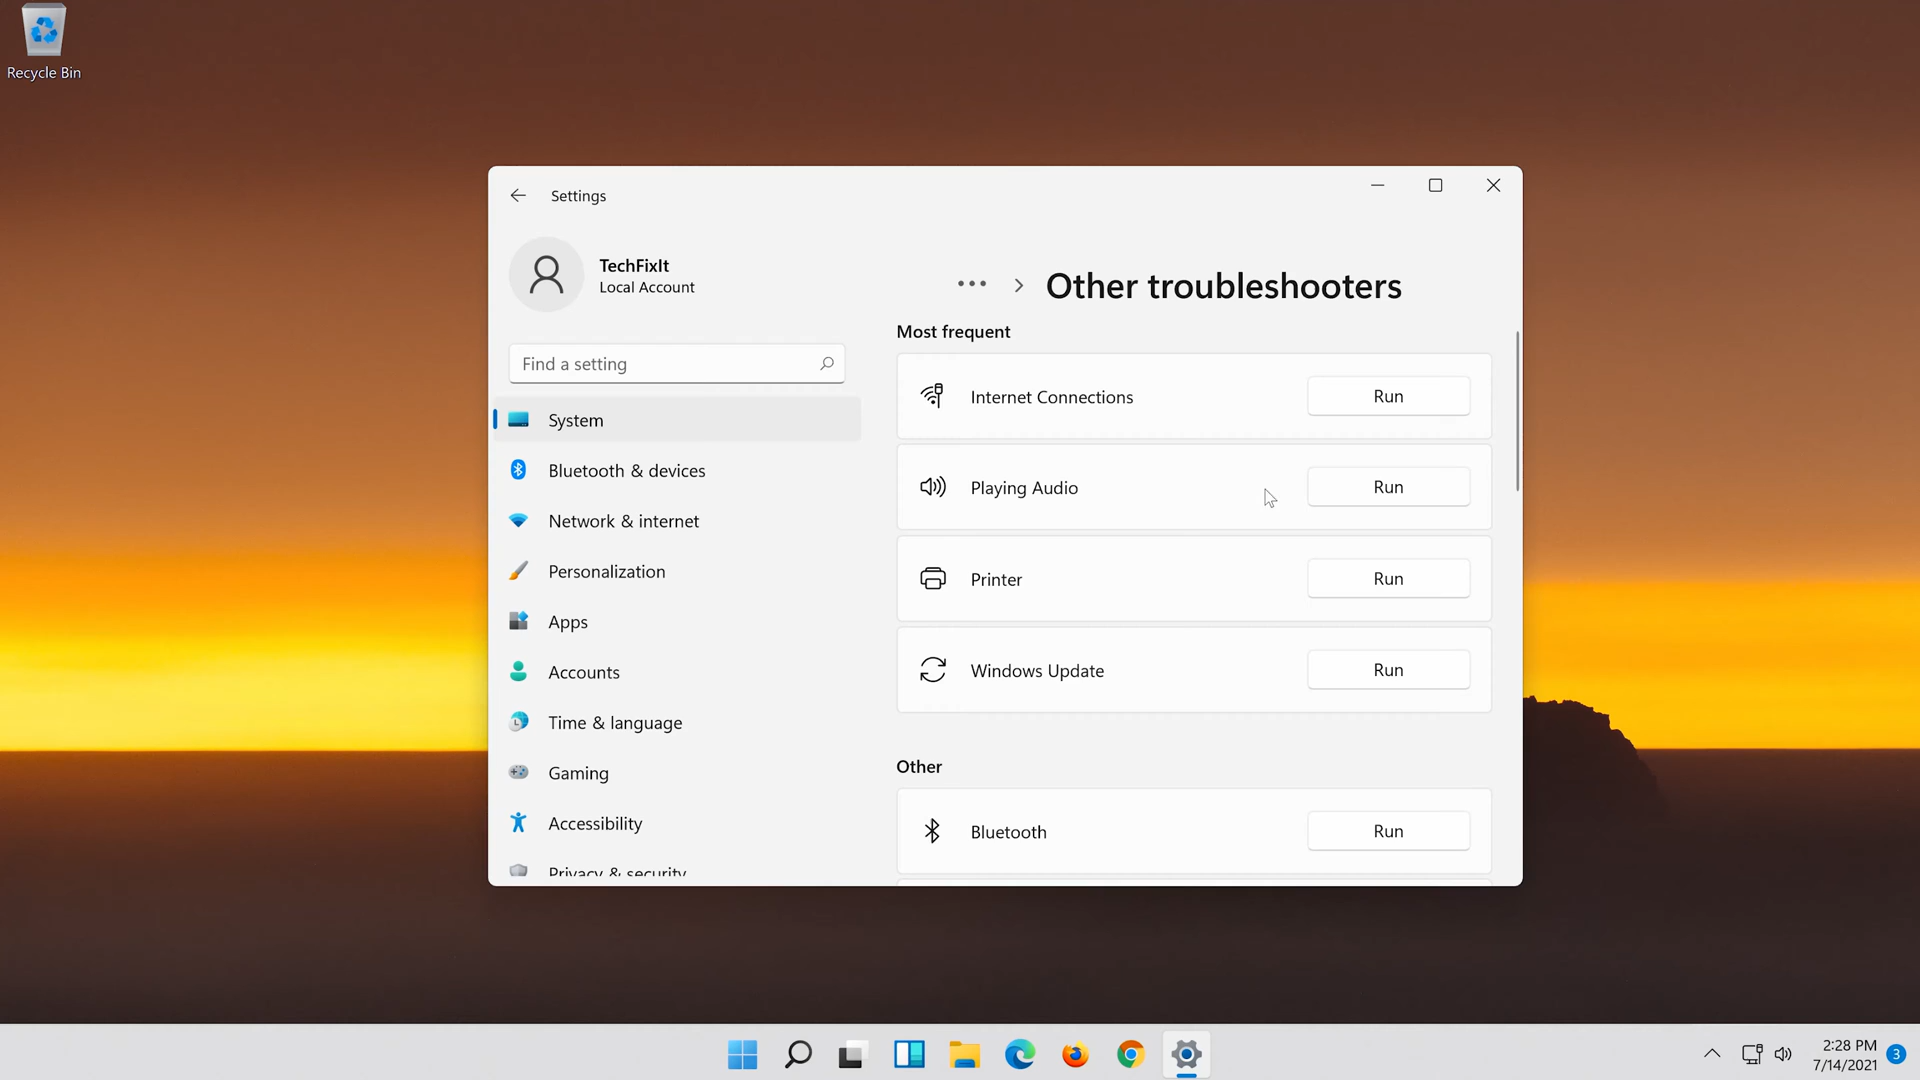 Recycle Bin
Settings
TechFixIt
Local Account
Find a setting
System
Bluetooth & devices
Network & internet
Personalization
Apps
Accounts
Time & language
Gaming
Accessibility
Privacy & security
Other troubleshooters
Most frequent
Internet Connections
Run
Playing Audio
Run
Printer
Run
Windows Update
Run
Other
Bluetooth
Run
2:28 PM
7/14/2021
3